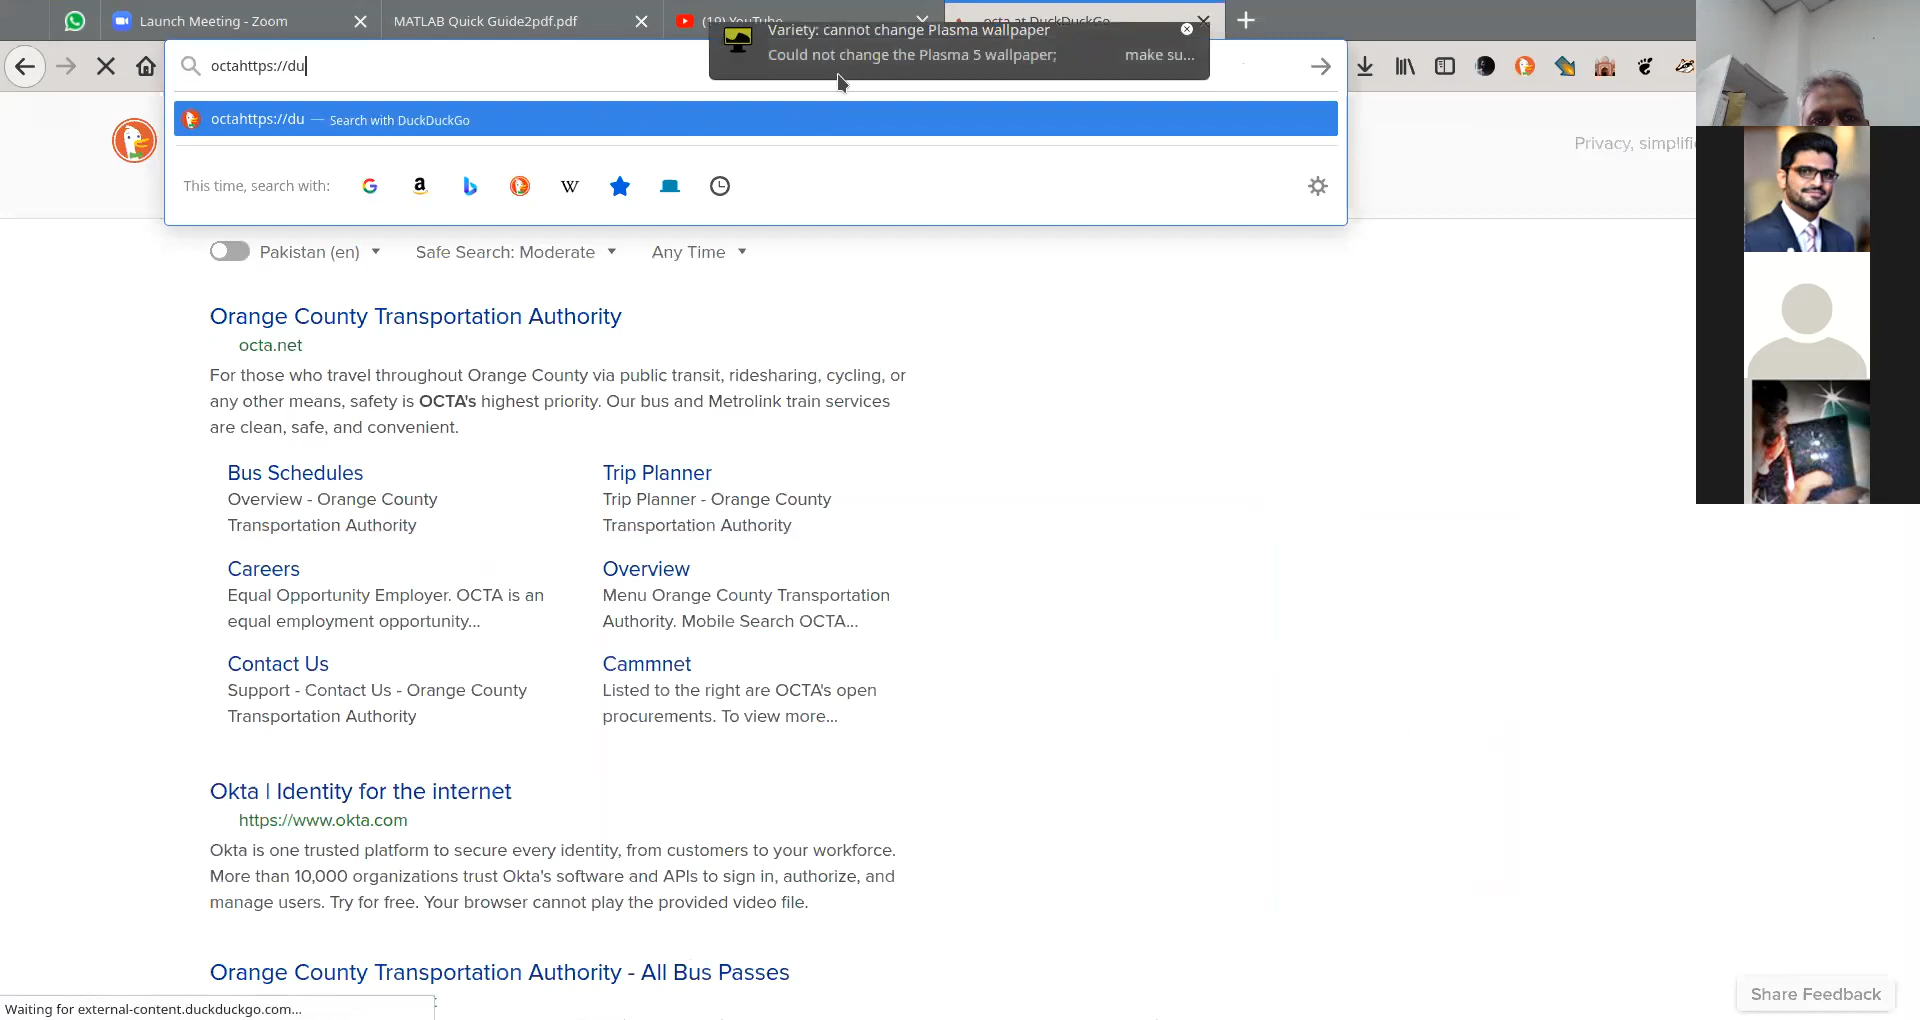 Launch Meeting - Zoom
MATLAB Quick Guide2pdf.pdf
(19) YouTube
octa at DuckDuckGo
Variety: cannot change Plasma wallpaper
Could not change the Plasma 5 wallpaper; make su...
octahttps://du
octahttps://du — Search with DuckDuckGo
This time, search with:
Privacy, simplifi
Pakistan (en) Safe Search: Moderate Any Time
Orange County Transportation Authority
octa.net
For those who travel throughout Orange County via public transit, ridesharing, cycling, or
any other means, safety is OCTA's highest priority. Our bus and Metrolink train services
are clean, safe, and convenient.
Bus Schedules
Overview - Orange County
Transportation Authority
Trip Planner
Trip Planner - Orange County
Transportation Authority
Careers
Equal Opportunity Employer. OCTA is an
equal employment opportunity...
Overview
Menu Orange County Transportation
Authority. Mobile Search OCTA...
Contact Us
Support - Contact Us - Orange County
Transportation Authority
Cammnet
Listed to the right are OCTA's open
procurements. To view more...
Okta | Identity for the internet
https://www.okta.com
Okta is one trusted platform to secure every identity, from customers to your workforce.
More than 10,000 organizations trust Okta's software and APIs to sign in, authorize, and
manage users. Try for free. Your browser cannot play the provided video file.
Orange County Transportation Authority - All Bus Passes
Share Feedback
Waiting for external-content.duckduckgo.com...